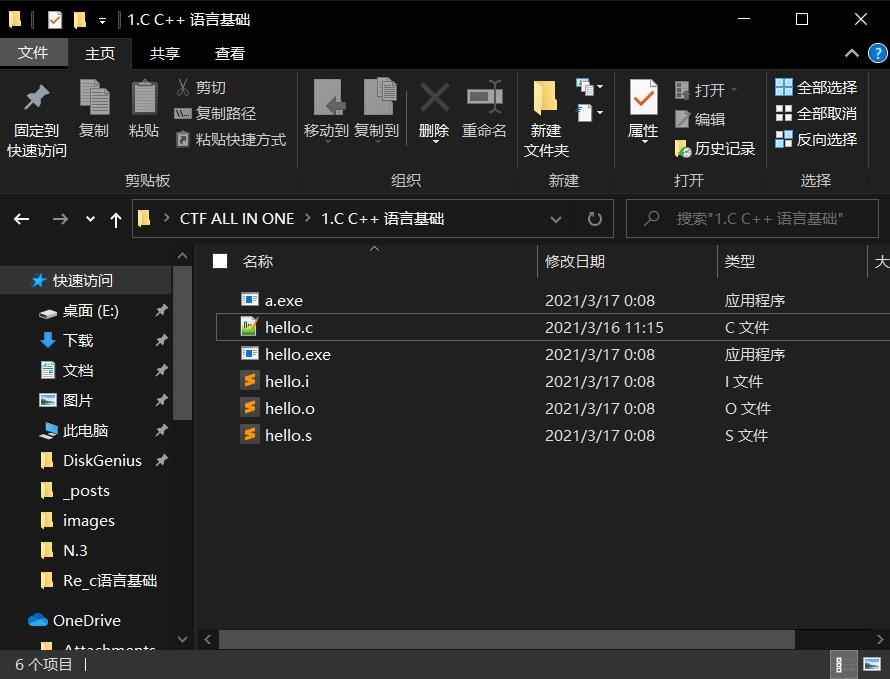 1.C C++ 语言基础
文件 主页 共享 查看
固定到
快速访问
复制
粘贴
剪切
复制路径
粘贴快捷方式
剪贴板
移动到 复制到 删除 重命名
组织
新建
文件夹
新建
属性
打开
编辑
历史记录
打开
全部选择
全部取消
反向选择
选择
CTF ALL IN ONE 1.C C++ 语言基础
搜索"1.C C++ 语言基础"
快速访问
桌面 (E:)
下载
文档
图片
此电脑
DiskGenius
_posts
images
N.3
Re_c语言基础
OneDrive
Attachments
名称 修改日期 类型 大
a.exe 2021/3/17 0:08 应用程序
hello.c 2021/3/16 11:15 C 文件
hello.exe 2021/3/17 0:08 应用程序
hello.i 2021/3/17 0:08 I 文件
hello.o 2021/3/17 0:08 O 文件
hello.s 2021/3/17 0:08 S 文件
6 个项目